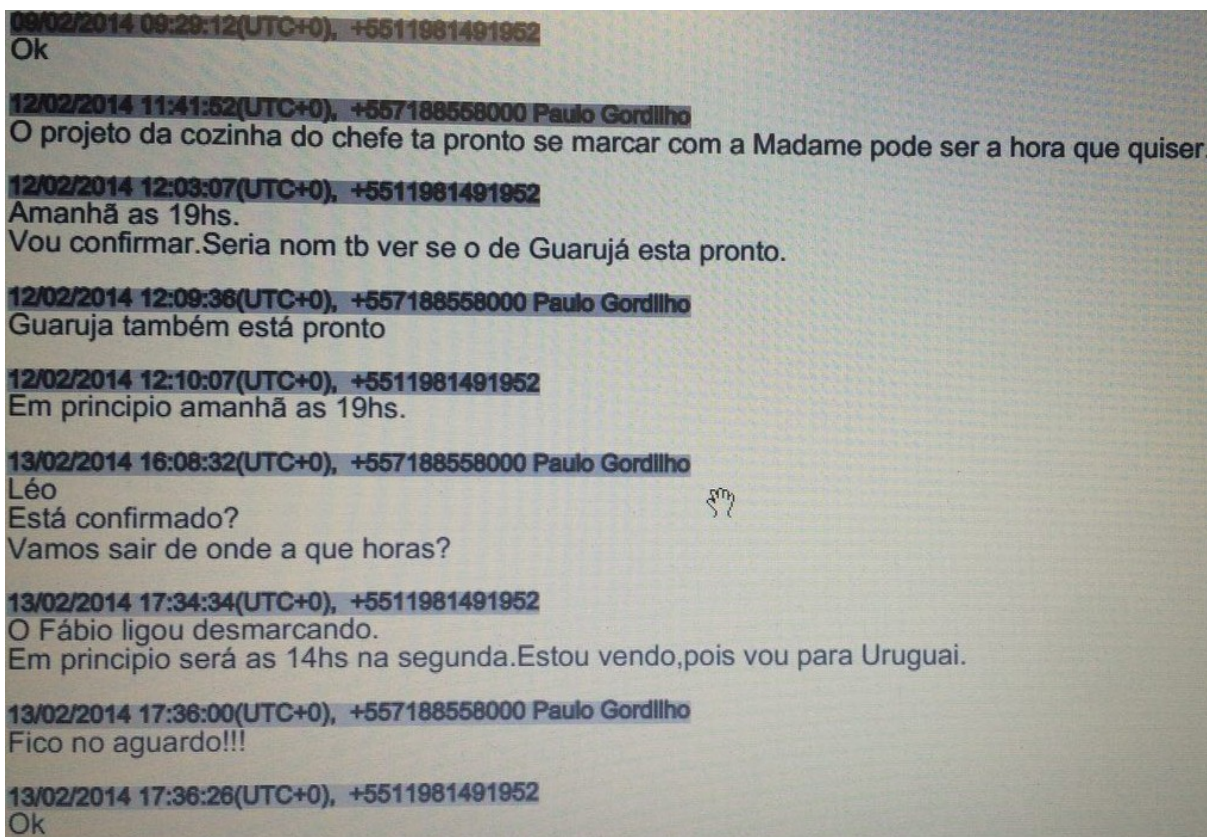 09/02/2014 09:29:12(UTC+0), +5511981491952
Ok
12/02/2014 11:41:52(UTC+0), +557188558000 Paulo Gordilho
O projeto da cozinha do chefe ta pronto se marcar com a Madame pode ser a hora que quiser.
12/02/2014 12:03:07(UTC+0), +5511981491952
Amanhã as 19hs.
Vou confirmar.Seria nom tb ver se o de Guarujá esta pronto.
12/02/2014 12:09:36(UTC+0), +557188558000 Paulo Gordilho
Guaruja também está pronto
12/02/2014 12:10:07(UTC+0), +5511981491952
Em principio amanhã as 19hs.
13/02/2014 16:08:32(UTC+0), +557188558000 Paulo Gordilho
Léo
Está confirmado?
Vamos sair de onde a que horas?
13/02/2014 17:34:34(UTC+0), +5511981491952
O Fábio ligou desmarcando.
Em principio será as 14hs na segunda.Estou vendo,pois vou para Uruguai.
13/02/2014 17:36:00(UTC+0), +557188558000 Paulo Gordilho
Fico no aguardo!!!
13/02/2014 17:36:26(UTC+0), +5511981491952
Ok